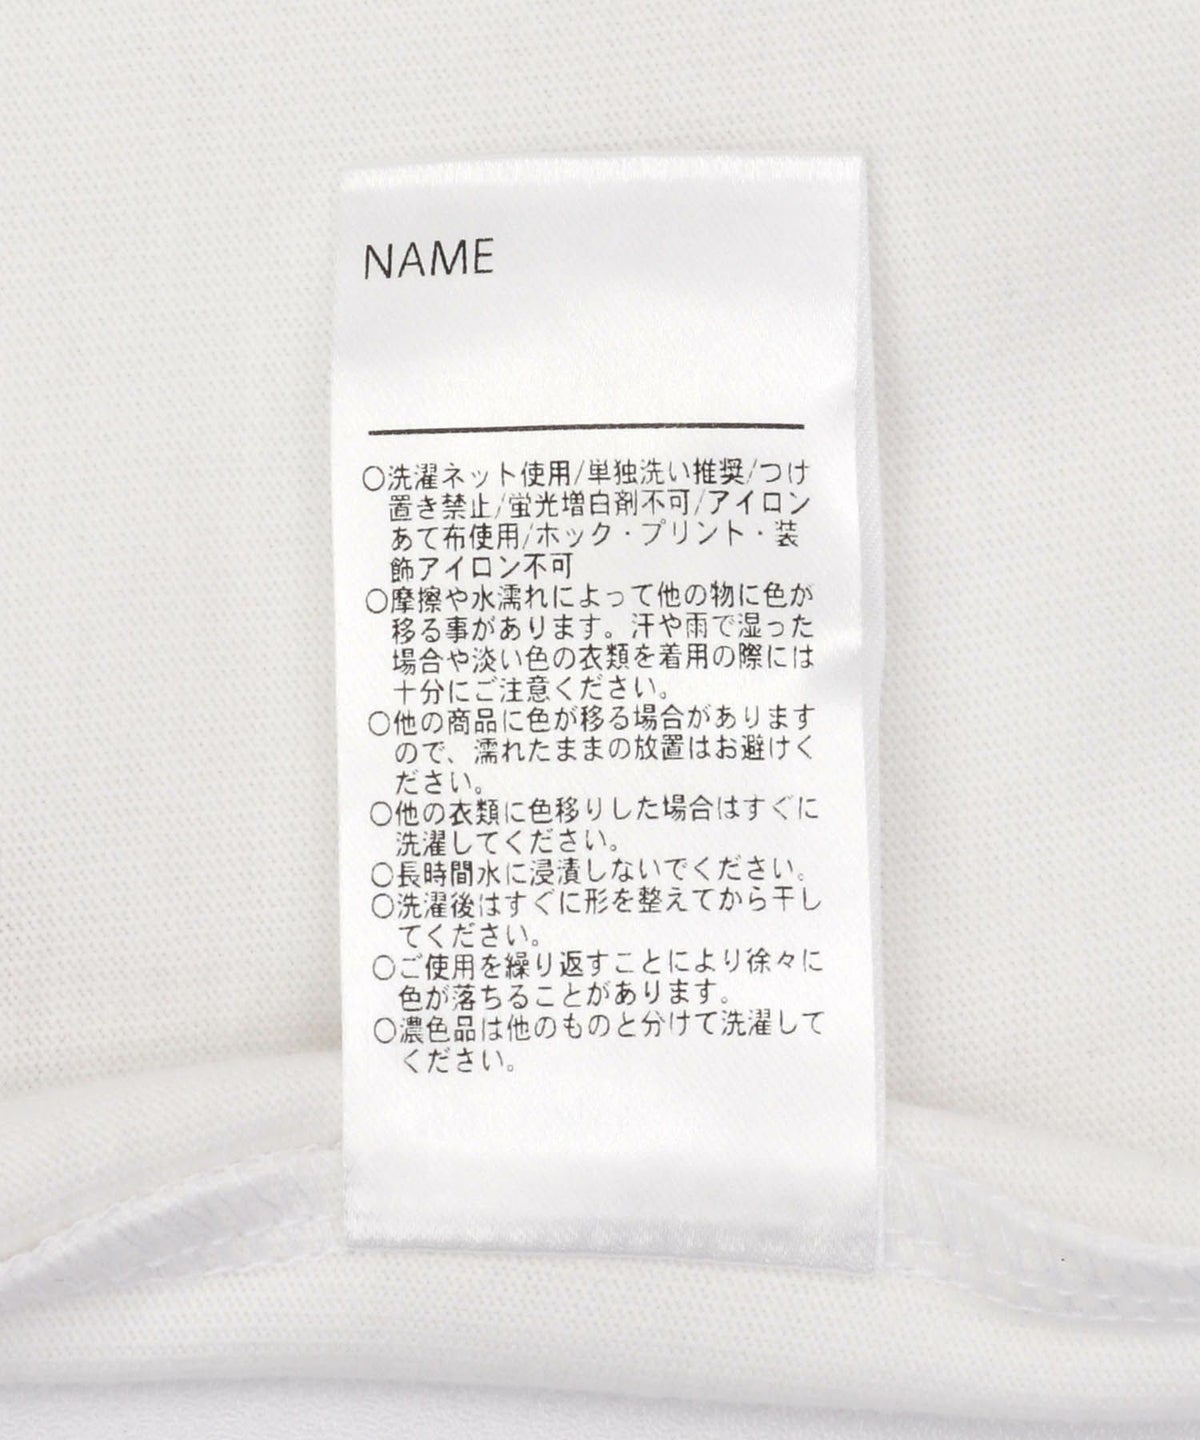 NAME
○洗濯ネット使用/単独洗い推奨/つけ
置き禁止/蛍光増白剤不可/アイロン
あて布使用/ホック・プリント・装
飾アイロン不可
○摩擦や水濡れによって他の物に色が
移る事があります。汗や雨で湿った
場合や淡い色の衣類を着用の際には
十分にご注意ください。
○他の商品に色が移る場合があります
ので、濡れたままの放置はお避けく
ださい。
○他の衣類に色移りした場合はすぐに
洗濯してください。
○長時間水に浸漬しないでください。
○洗濯後はすぐに形を整えてから干し
てください。
○ご使用を繰り返すことにより徐々に
色が落ちることがあります。
○濃色品は他のものと分けて洗濯して
ください。